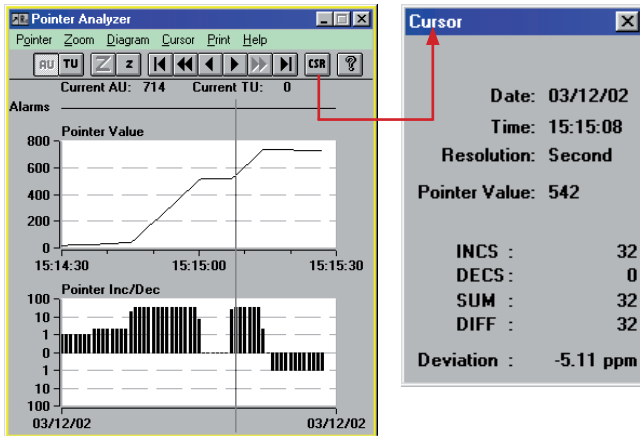 Pointer Analyzer
Pointer Zoom Diagram Cursor Print Help
AU TU Z z CSR ?
Current AU: 714 Current TU: 0
Alarms
Pointer Value
800
600
400
200
0
15:14:30 15:15:00 15:15:30
Pointer Inc/Dec
100
10
1
0
1
10
100
03/12/02 03/12/02
Cursor
Date: 03/12/02
Time: 15:15:08
Resolution: Second
Pointer Value: 542
INCS : 32
DECS : 0
SUM : 32
DIFF : 32
Deviation : -5.11 ppm